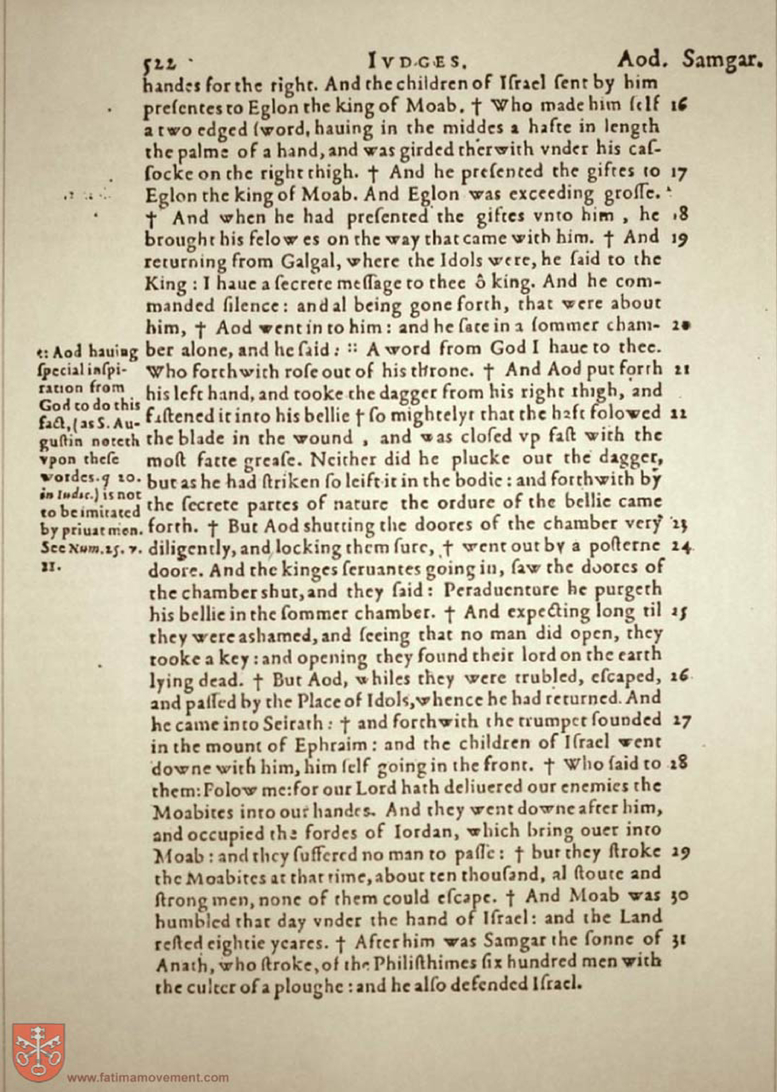 522 IVDGES. Aod. Samgar.
handes for the right. And the children of Iſrael ſent by him
preſentes to Eglon the king of Moab. † Who made him ſelf 16
a two edged ſword, hauing in the middes a hafte in length
the palme of a hand, and was girded therwith vnder his caſ-
ſocke on the right thigh. † And he preſented the giftes to 17
Eglon the king of Moab. And Eglon was exceeding groſſe.
† And when he had preſented the giftes vnto him, he 18
brought his felowes on the way that came with him. † And 19
returning from Galgal, where the Idols were, he ſaid to the
King: I haue a ſecrete meſſage to thee ô king. And he com-
manded ſilence: and al being gone forth, that were about
him, † Aod went in to him: and he ſate in a ſommer cham- 20
ber alone, and he ſaid: :: A word from God I haue to thee.
Who forthwith roſe out of his throne. † And Aod put forth 21
his left hand, and tooke the dagger from his right thigh, and
faſtened it into his bellie † ſo mightely that the haft folowed 22
the blade in the wound, and was cloſed vp faſt with the
moſt fatte greaſe. Neither did he plucke out the dagger,
but as he had ſtriken ſo leift it in the bodie: and forthwith by
the ſecrete partes of nature the ordure of the bellie came
forth. † But Aod shutting the doores of the chamber very 23
diligently, and locking them ſure, † went out by a poſterne 24
doore. And the kinges ſeruantes going in, ſaw the doores of
the chamber shut, and they ſaid: Peraduenture he purgeth
his bellie in the ſommer chamber. † And expecting long til 25
they were ashamed, and ſeeing that no man did open, they
tooke a key: and opening they found their lord on the earth
lying dead. † But Aod, whiles they were trubled, eſcaped, 26
and paſſed by the Place of Idols, whence he had returned. And
he came into Seirath: † and forthwith the trumpet ſounded 27
in the mount of Ephraim: and the children of Iſrael went
downe with him, him ſelf going in the front. † Who ſaid to 28
them: Folow me: for our Lord hath deliuered our enemies the
Moabites into our handes. And they went downe after him,
and occupied the fordes of Iordan, which bring ouer into
Moab: and they ſuffered no man to paſſe: † but they ſtroke 29
the Moabites at that time, about ten thouſand, al ſtoute and
ſtrong men, none of them could eſcape. † And Moab was 30
humbled that day vnder the hand of Iſrael: and the Land
reſted eightie yeares. † After him was Samgar the ſonne of 31
Anath, who ſtroke, of the Philiſthimes ſix hundred men with
the culter of a ploughe: and he alſo defended Iſrael.
:: Aod hauing
ſpecial inſpi-
ration from
God to do this
fact, (as S. Au-
guſtin noteth
vpon theſe
wordes. q 20.
in Iudic.) is not
to be imitated
by priuat men.
See Num. 25. v.
11.
www.fatimamovement.com